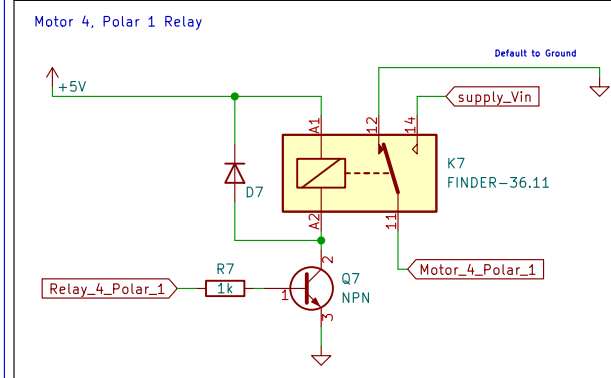 Motor 4, Polar 1 Relay
Default to Ground
+5V
supply_Vin
A1
12
14
K7
FINDER-36.11
D7
A2
11
Motor_4_Polar_1
R7
1k
Relay_4_Polar_1
2
1
Q7
NPN
3